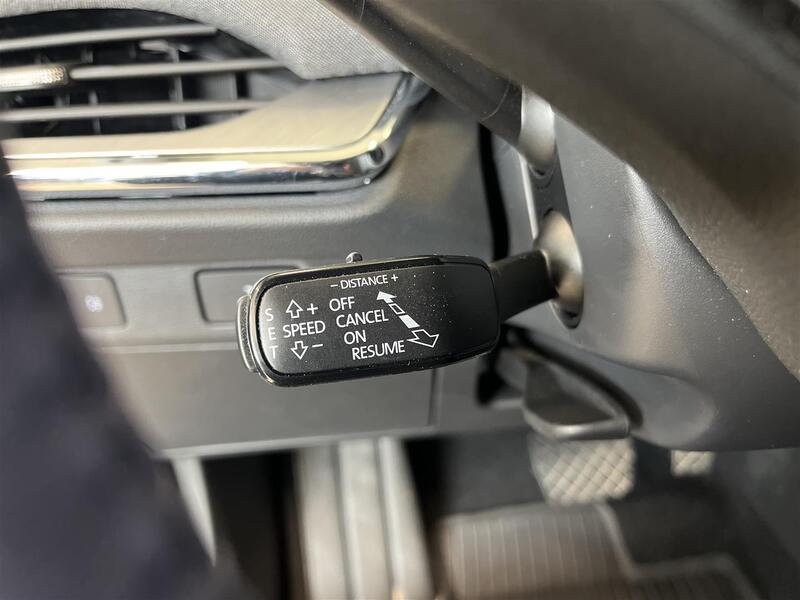 - DISTANCE +
S E T
+
SPEED
-
OFF
CANCEL
ON
RESUME